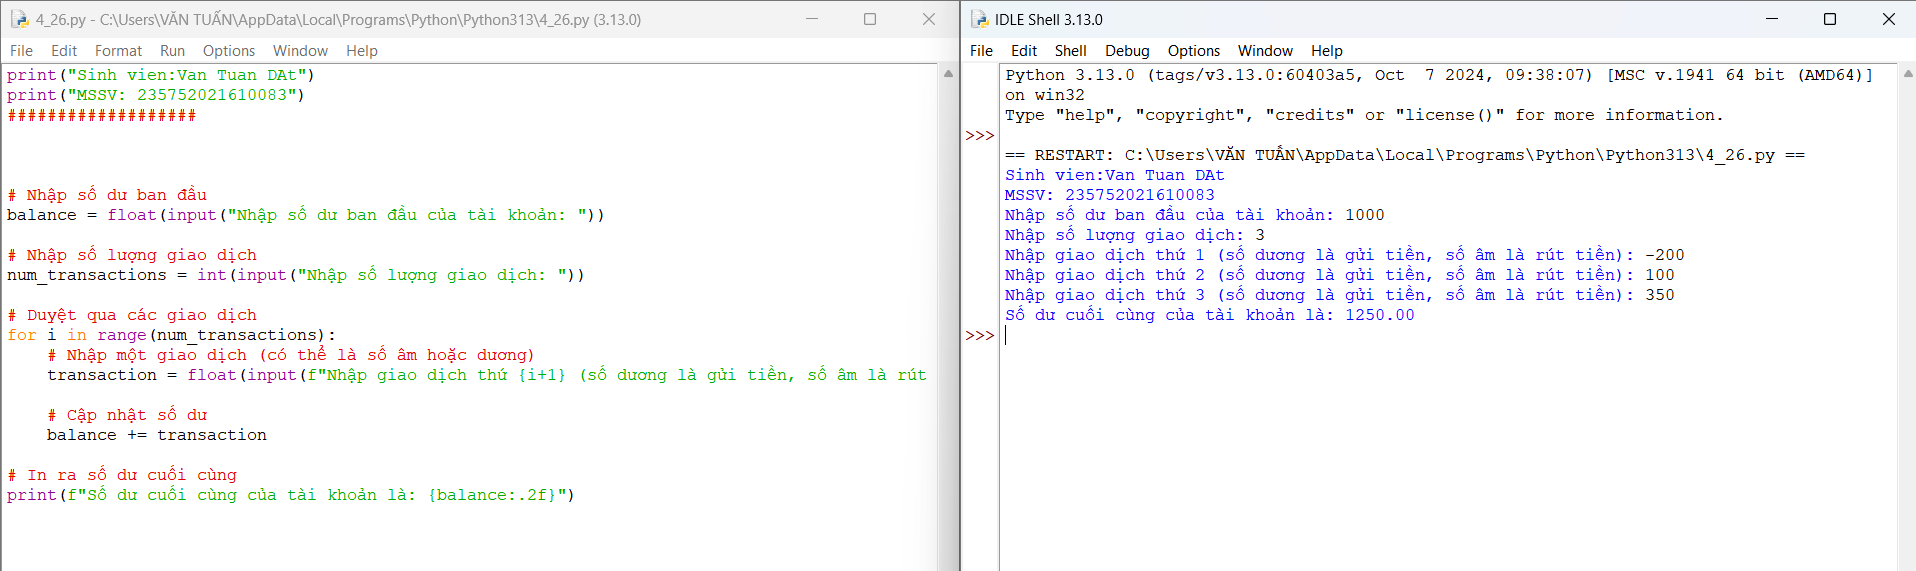 4_26.py - C:\Users\VĂN TUẤN\AppData\Local\Programs\Python\Python313\4_26.py (3.13.0)
File Edit Format Run Options Window Help
print("Sinh vien:Van Tuan DAt")
print("MSSV: 235752021610083")
###################
# Nhập số dư ban đầu
balance = float(input("Nhập số dư ban đầu của tài khoản: "))
# Nhập số lượng giao dịch
num_transactions = int(input("Nhập số lượng giao dịch: "))
# Duyệt qua các giao dịch
for i in range(num_transactions):
    # Nhập một giao dịch (có thể là số âm hoặc dương)
    transaction = float(input(f"Nhập giao dịch thứ {i+1} (số dương là gửi tiền, số âm là rút
    # Cập nhật số dư
    balance += transaction
# In ra số dư cuối cùng
print(f"Số dư cuối cùng của tài khoản là: {balance:.2f}")
IDLE Shell 3.13.0
File Edit Shell Debug Options Window Help
Python 3.13.0 (tags/v3.13.0:60403a5, Oct  7 2024, 09:38:07) [MSC v.1941 64 bit (AMD64)]
on win32
Type "help", "copyright", "credits" or "license()" for more information.
>>>
== RESTART: C:\Users\VĂN TUẤN\AppData\Local\Programs\Python\Python313\4_26.py ==
Sinh vien:Van Tuan DAt
MSSV: 235752021610083
Nhập số dư ban đầu của tài khoản: 1000
Nhập số lượng giao dịch: 3
Nhập giao dịch thứ 1 (số dương là gửi tiền, số âm là rút tiền): -200
Nhập giao dịch thứ 2 (số dương là gửi tiền, số âm là rút tiền): 100
Nhập giao dịch thứ 3 (số dương là gửi tiền, số âm là rút tiền): 350
Số dư cuối cùng của tài khoản là: 1250.00
>>>